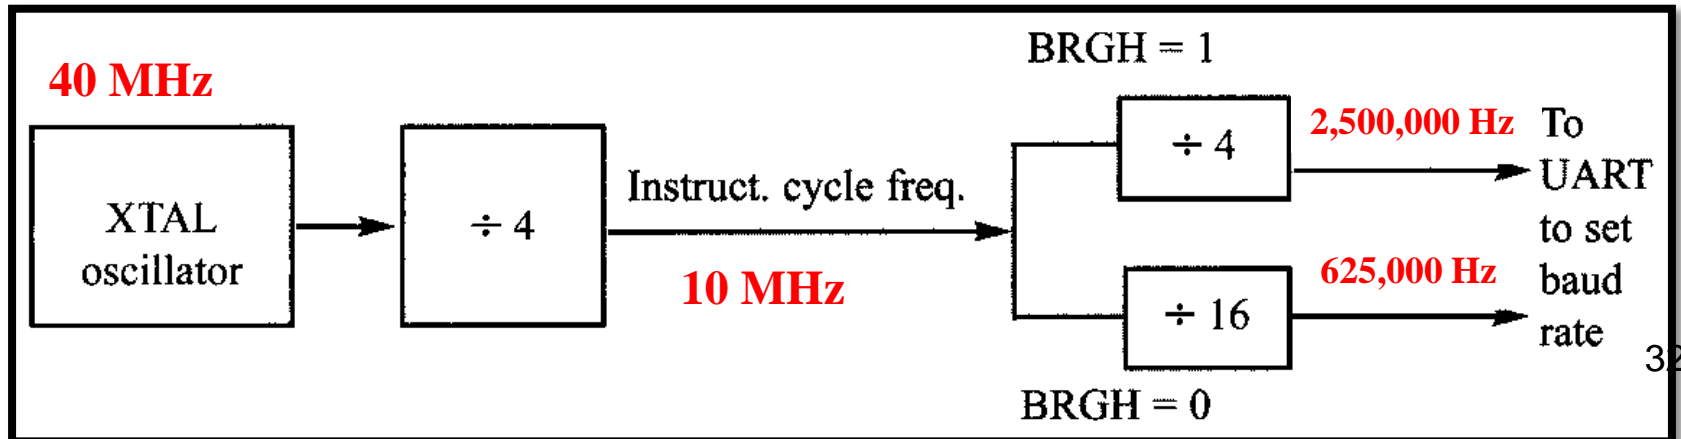 40 MHz
XTAL
oscillator
÷ 4
Instruct. cycle freq.
10 MHz
BRGH = 1
÷ 4
2,500,000 Hz
÷ 16
625,000 Hz
BRGH = 0
To
UART
to set
baud
rate
32